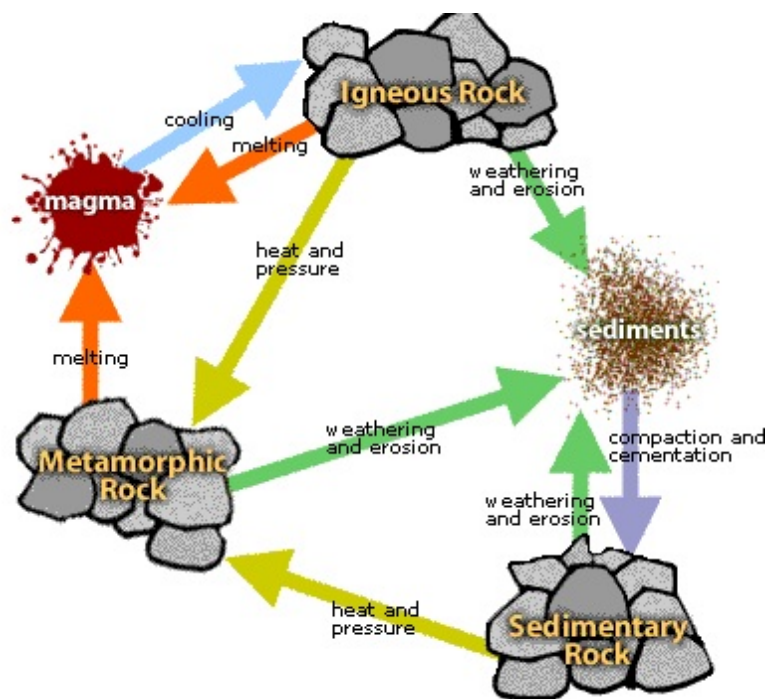 Igneous Rock
cooling
melting
weathering
and erosion
magma
heat and
pressure
sediments
melting
weathering
and erosion
compaction and
cementation
Metamorphic
Rock
weathering
and erosion
heat and
pressure
Sedimentary
Rock